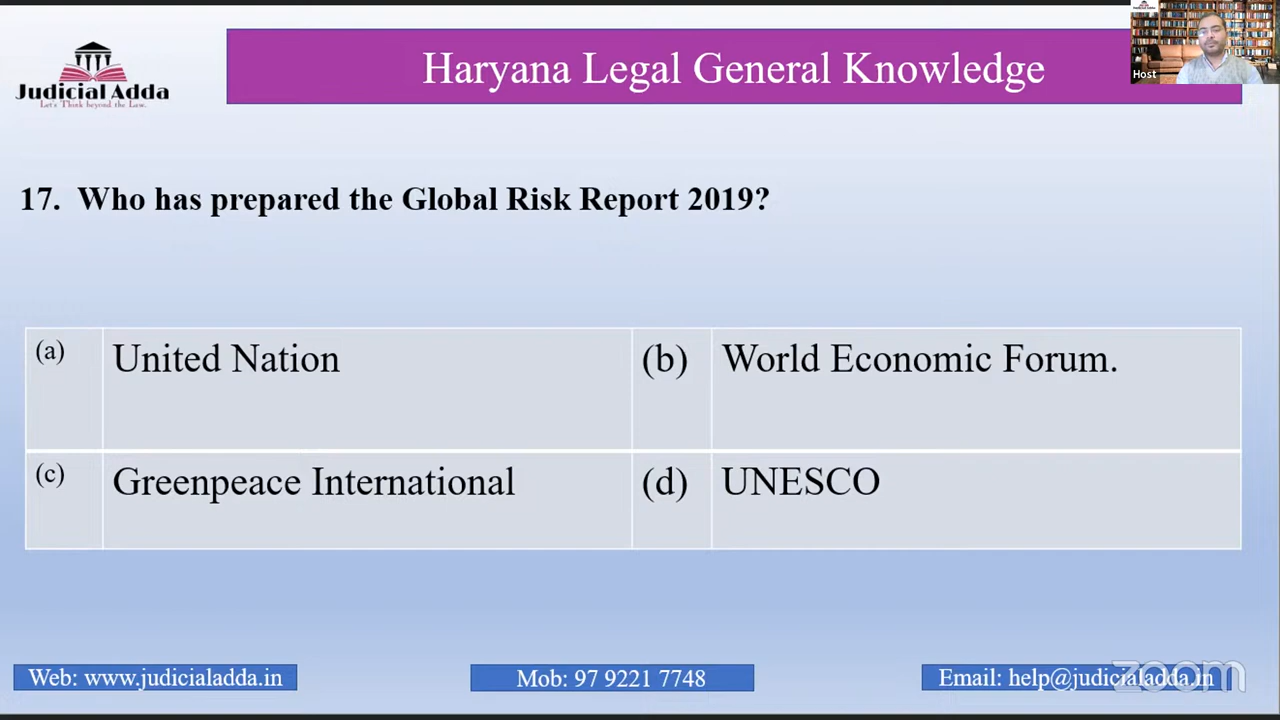 Judicial Adda
Let's Think beyond the Law.
Haryana Legal General Knowledge
Host
17. Who has prepared the Global Risk Report 2019?
(a) United Nation
(b) World Economic Forum.
(c) Greenpeace International
(d) UNESCO
Web: www.judicialadda.in
Mob: 97 9221 7748
Email: help@judicialadda.in
zoom